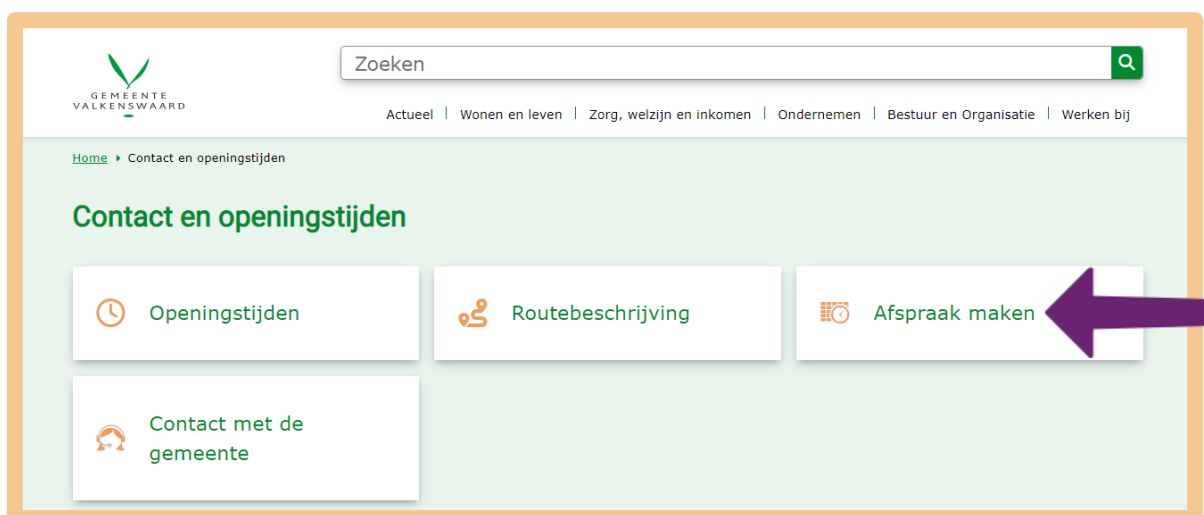 Zoeken
GEMEENTE
VALKENSWAARD
Actueel | Wonen en leven | Zorg, welzijn en inkomen | Ondernemen | Bestuur en Organisatie | Werken bij
Home Contact en openingstijden
Contact en openingstijden
Openingstijden
Routebeschrijving
Afspraak maken
Contact met de
gemeente